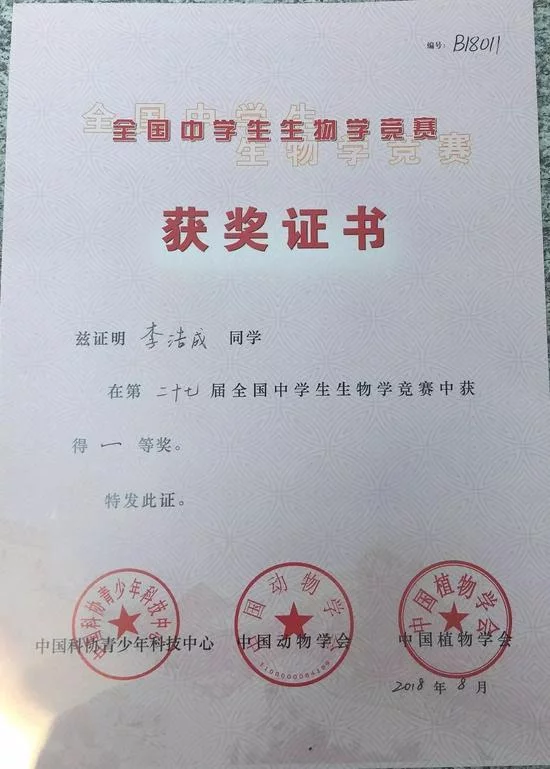 编号: B18011
全国中学生
生物学竞赛
全国中学生生物学竞赛
获奖证书
兹证明 李浩成 同学
在第 二十七 届全国中学生生物学竞赛中获
得 一 等奖。
特发此证。
中国科协青少年科技中心
中国动物学会
中国植物学会
中国科协青少年科技中心 中国动物学会 中国植物学会
2018 年 8 月